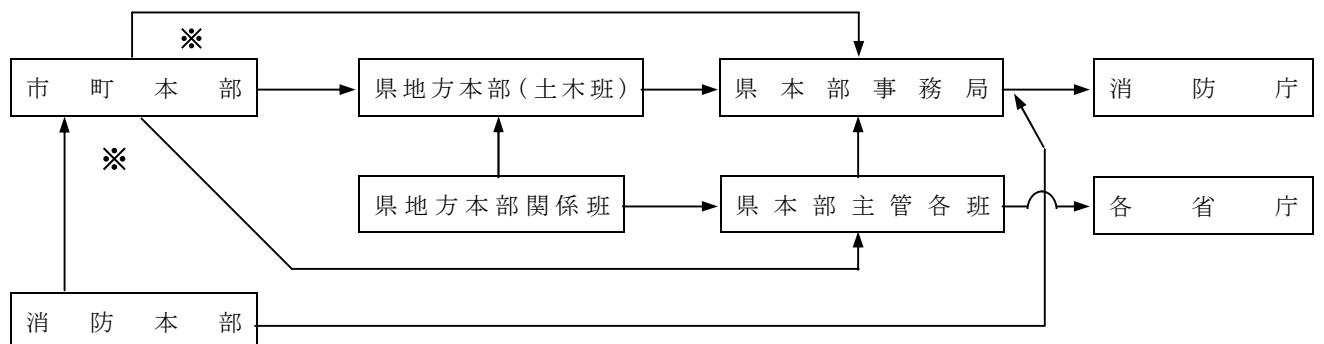 ※
市町本部
県地方本部(土木班)
県本部事務局
消防庁
※
県地方本部関係班
県本部主管各班
各省庁
消防本部